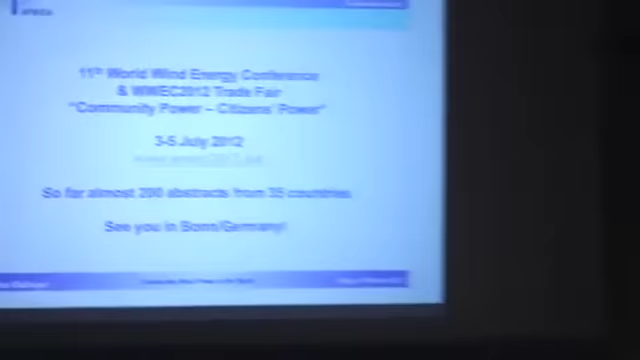 11th World Wind Energy Conference
& WWEC2012 Trade Fair
"Community Power – Citizens' Power"
3-5 July 2012
So far almost 200 abstracts from 35 countries
See you in Bonn/Germany!